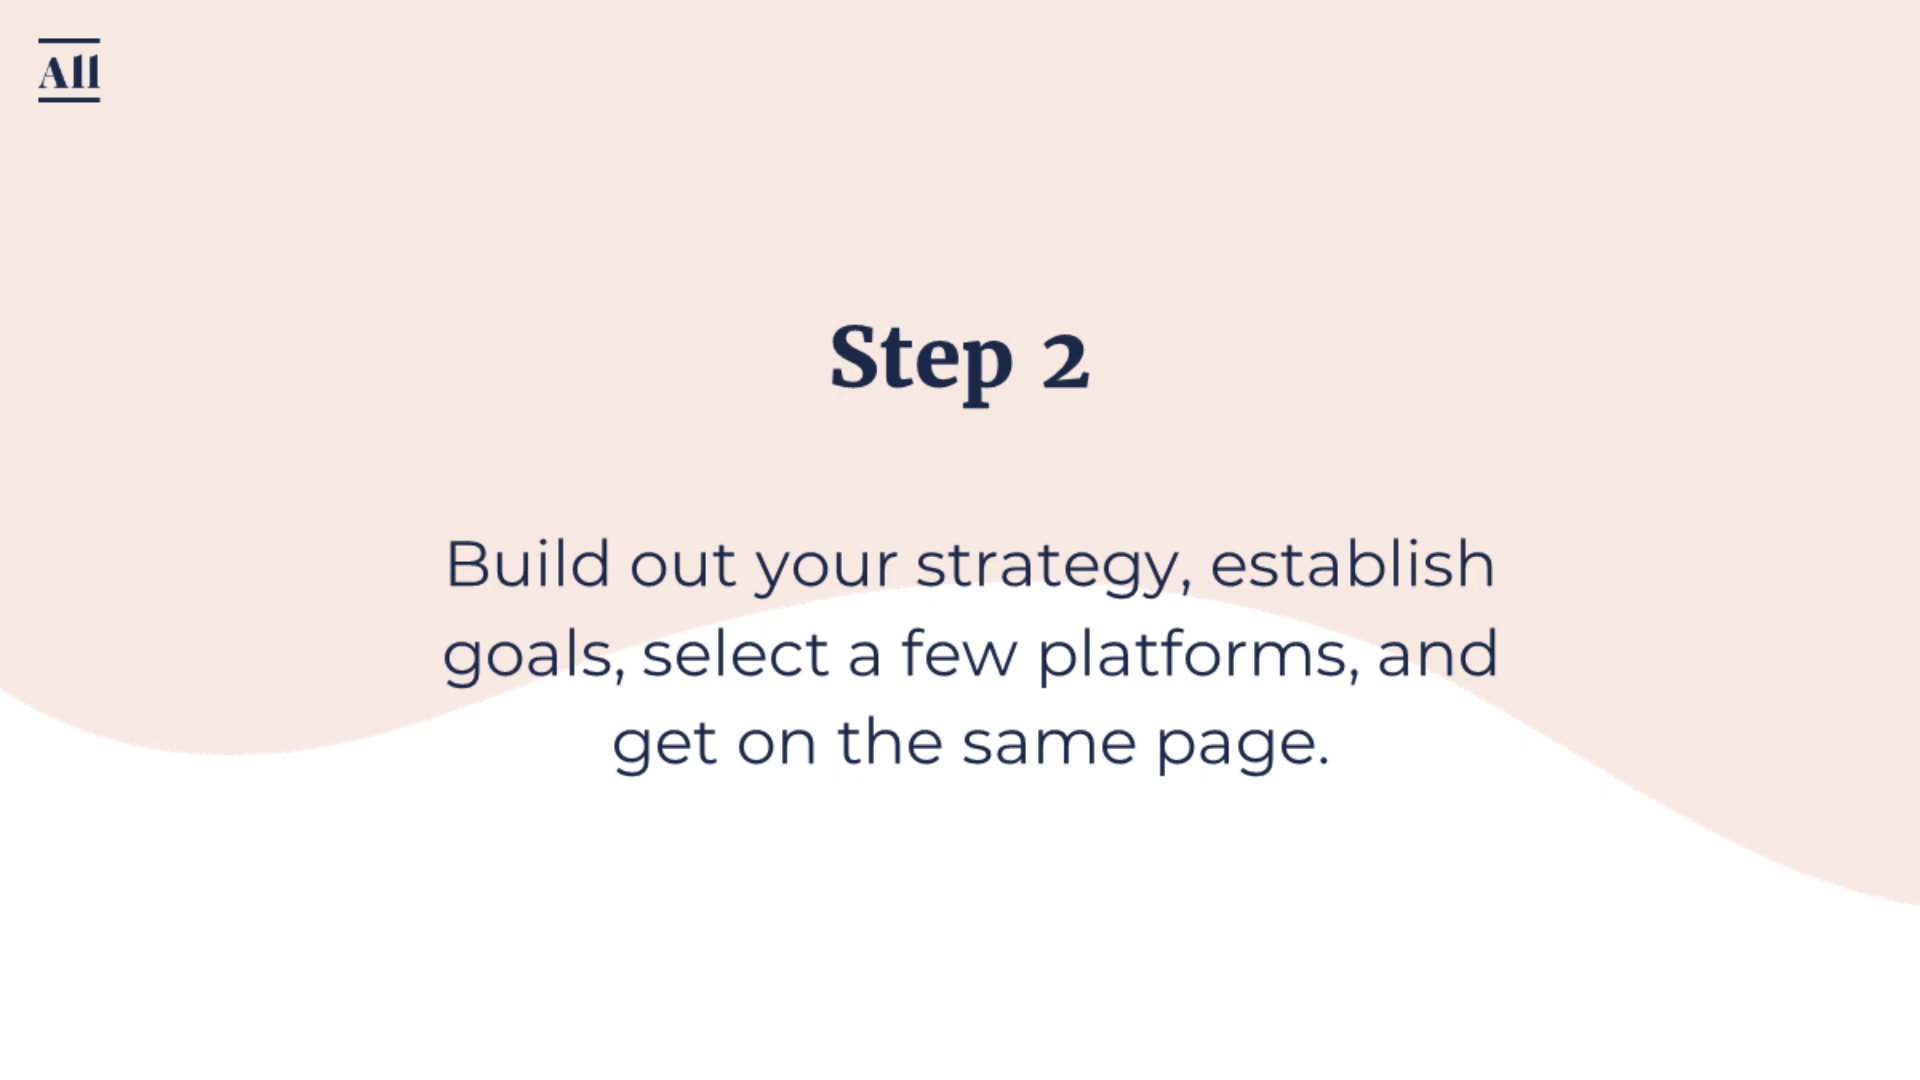 All
Step 2
Build out your strategy, establish
goals, select a few platforms, and
get on the same page.